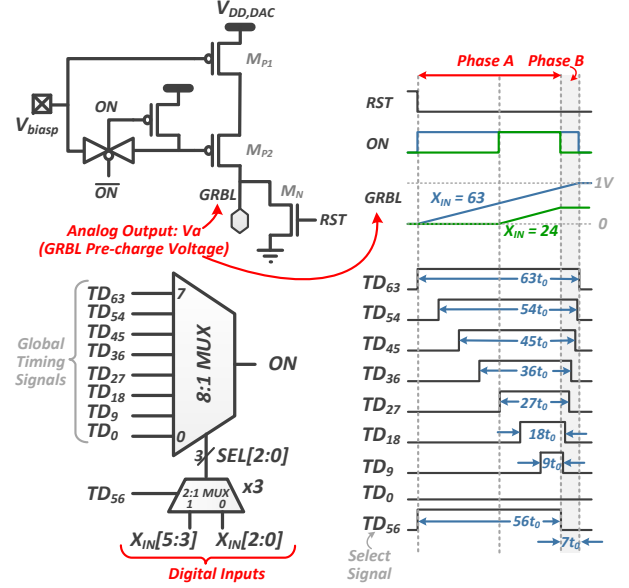 V_DD,DAC
M_P1
ON
V_biasp
ON
M_P2
GRBL
M_N
RST
Analog Output: Va
(GRBL Pre-charge Voltage)
Phase A
Phase B
RST
ON
GRBL
X_IN = 63
1V
X_IN = 24
0
TD_63
TD_54
TD_45
TD_36
TD_27
TD_18
TD_9
TD_0
Global
Timing
Signals
7
0
8:1 MUX
ON
3
SEL[2:0]
TD_56
2:1 MUX
1 0
x3
X_IN[5:3]
X_IN[2:0]
Digital Inputs
TD_63
63t_0
TD_54
54t_0
TD_45
45t_0
TD_36
36t_0
TD_27
27t_0
TD_18
18t_0
TD_9
9t_0
TD_0
TD_56
56t_0
Select
Signal
7t_0